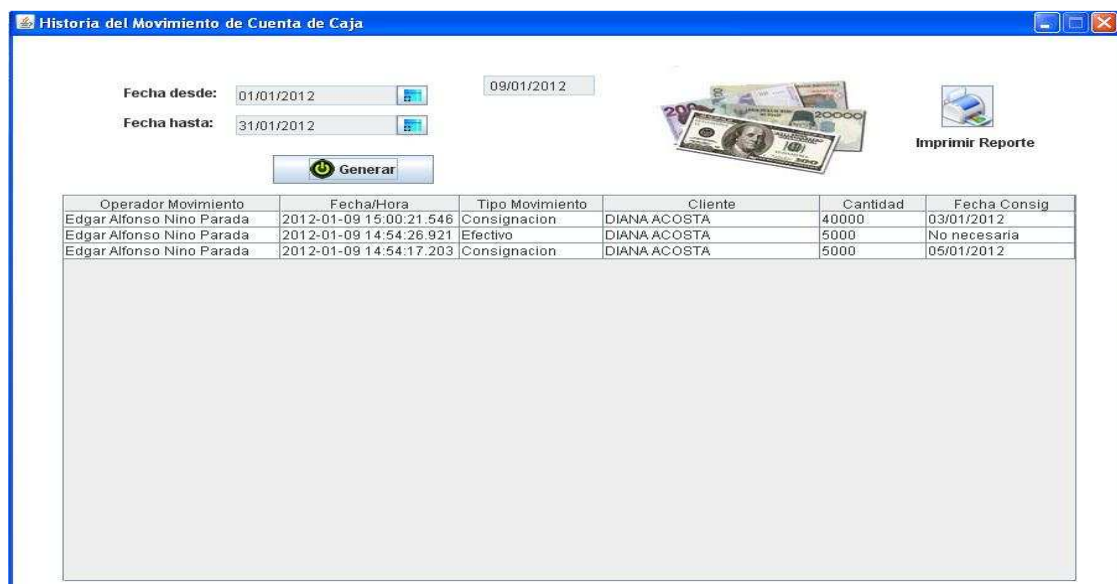 Historia del Movimiento de Cuenta de Caja
Fecha desde: 01/01/2012 09/01/2012
Fecha hasta: 31/01/2012
Generar
200 20000
100
Imprimir Reporte
Operador Movimiento Fecha/Hora Tipo Movimiento Cliente Cantidad Fecha Consig
Edgar Alfonso Nino Parada 2012-01-09 15:00:21.546 Consignacion DIANA ACOSTA 40000 03/01/2012
Edgar Alfonso Nino Parada 2012-01-09 14:54:26.921 Efectivo DIANA ACOSTA 5000 No necesaria
Edgar Alfonso Nino Parada 2012-01-09 14:54:17.203 Consignacion DIANA ACOSTA 5000 05/01/2012